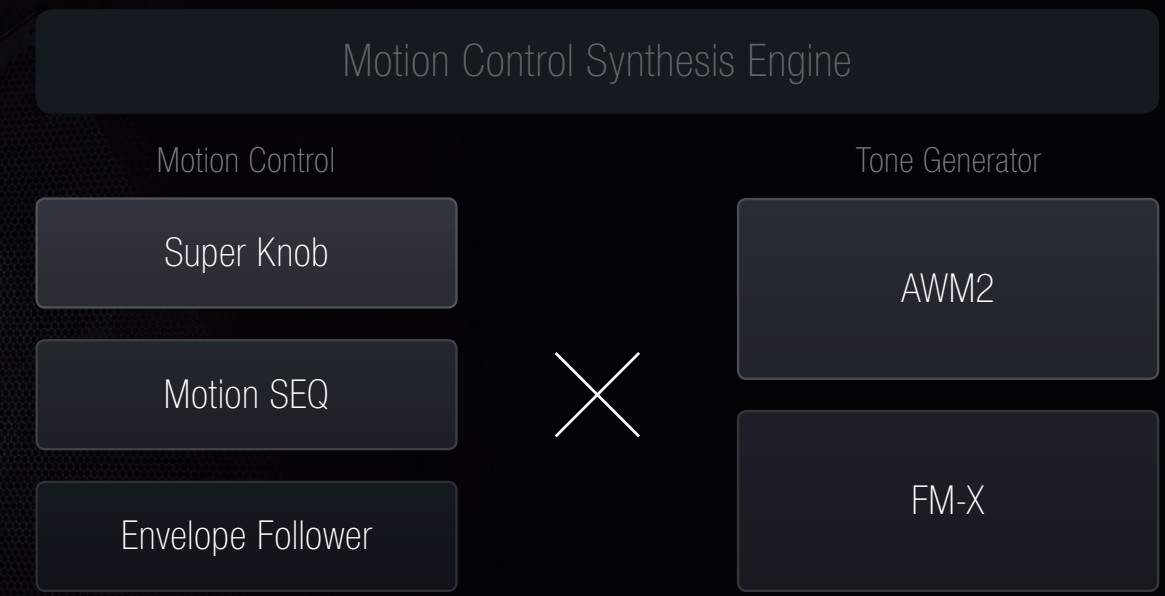 Motion Control Synthesis Engine
Motion Control
Super Knob
Motion SEQ
Envelope Follower
Tone Generator
AWM2
FM-X